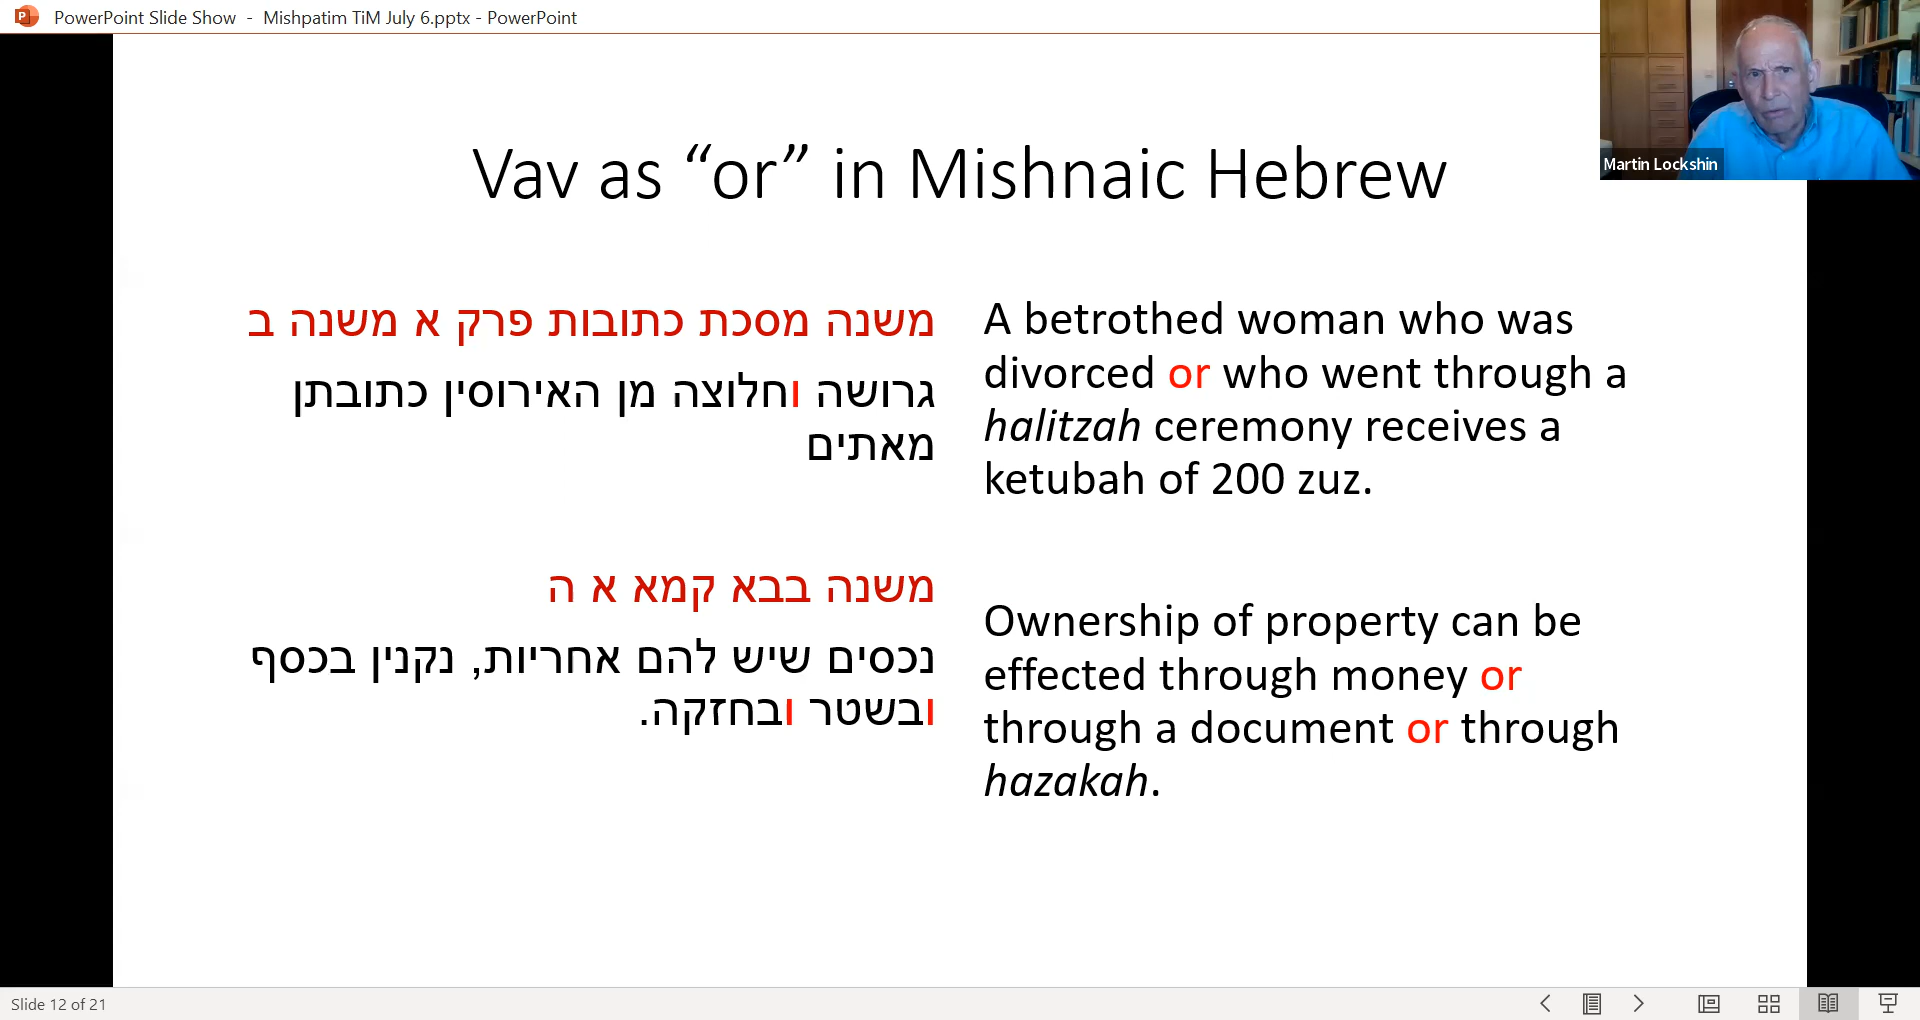 PowerPoint Slide Show - Mishpatim TiM July 6.pptx - PowerPoint
Martin Lockshin
Vav as “or” in Mishnaic Hebrew
משנה מסכת כתובות פרק א משנה ב
גרושה וחלוצה מן האירוסין כתובתן
מאתים
משנה בבא קמא א ה
נכסים שיש להם אחריות, נקנין בכסף
ובשטר ובחזקה.
A betrothed woman who was
divorced or who went through a
halitzah ceremony receives a
ketubah of 200 zuz.
Ownership of property can be
effected through money or
through a document or through
hazakah.
Slide 12 of 21